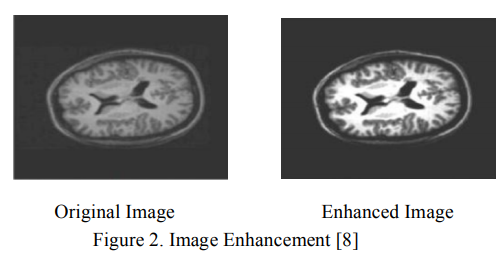 Original Image
Enhanced Image
Figure 2. Image Enhancement [8]